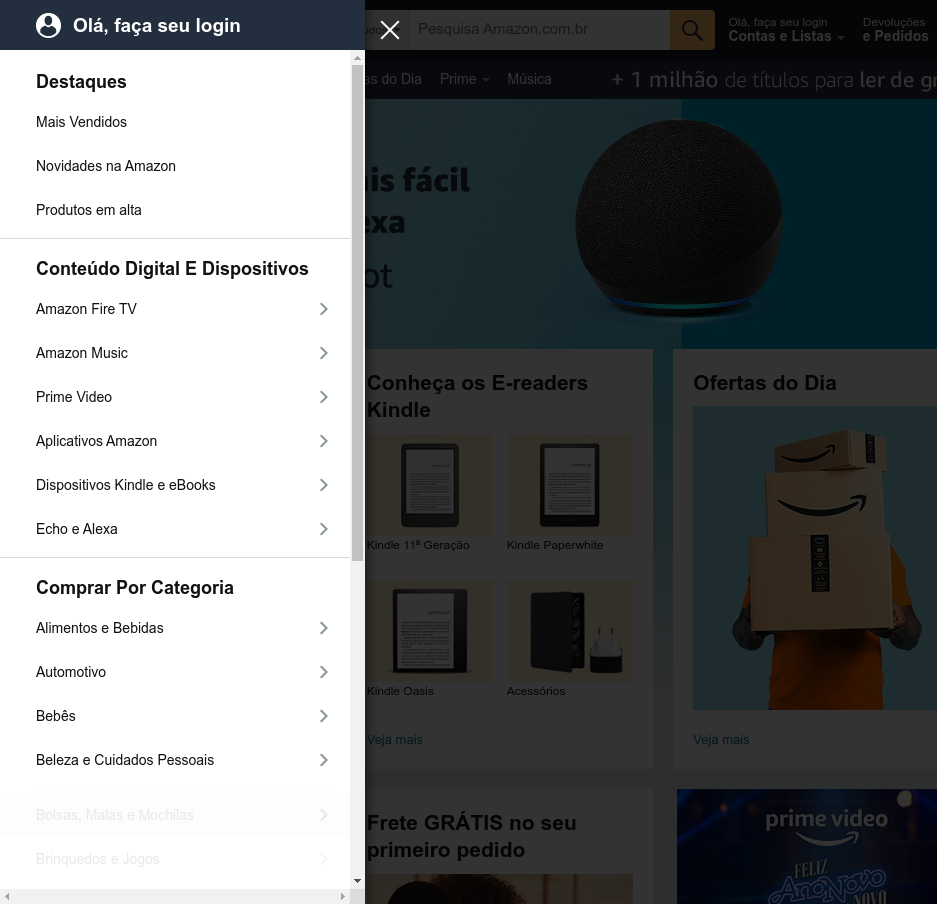 Olá, faça seu login
Destaques
Mais Vendidos
Novidades na Amazon
Produtos em alta
Conteúdo Digital E Dispositivos
Amazon Fire TV
Amazon Music
Prime Video
Aplicativos Amazon
Dispositivos Kindle e eBooks
Echo e Alexa
Comprar Por Categoria
Alimentos e Bebidas
Automotivo
Bebês
Beleza e Cuidados Pessoais
Bolsas, Malas e Mochilas
Brinquedos e Jogos
Pesquisa Amazon.com.br
Olá, faça seu login
Contas e Listas
Devoluções
e Pedidos
as do Dia
Prime
Música
+ 1 milhão de títulos para ler de gr
is fácil
exa
ot
Conheça os E-readers
Kindle
Kindle 11ª Geração
Kindle Paperwhite
Kindle Oasis
Acessórios
Veja mais
Ofertas do Dia
Veja mais
Frete GRÁTIS no seu
primeiro pedido
prime video
FELIZ
Ano Novo
NOVO